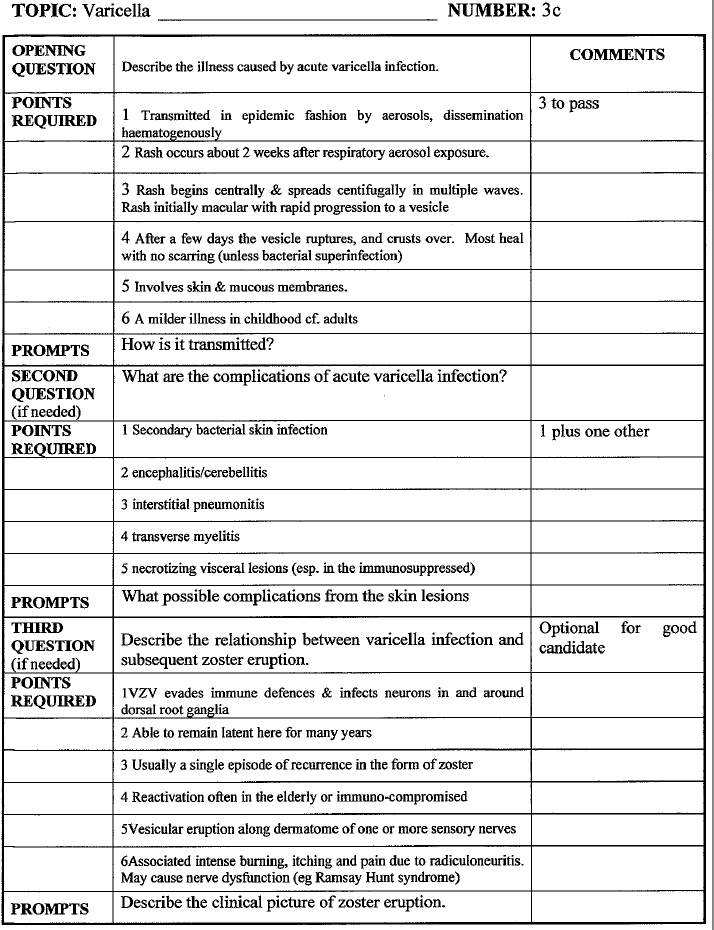 TOPIC: Varicella NUMBER: 3c
OPENING QUESTION
Describe the illness caused by acute varicella infection.
COMMENTS
POINTS REQUIRED
1 Transmitted in epidemic fashion by aerosols, dissemination
haematogenously
3 to pass
2 Rash occurs about 2 weeks after respiratory aerosol exposure.
3 Rash begins centrally & spreads centifugally in multiple waves.
Rash initially macular with rapid progression to a vesicle
4 After a few days the vesicle ruptures, and crusts over. Most heal
with no scarring (unless bacterial superinfection)
5 Involves skin & mucous membranes.
6 A milder illness in childhood cf. adults
PROMPTS
How is it transmitted?
SECOND
QUESTION
(if needed)
What are the complications of acute varicella infection?
POINTS
REQUIRED
1 Secondary bacterial skin infection
1 plus one other
2 encephalitis/cerebellitis
3 interstitial pneumonitis
4 transverse myelitis
5 necrotizing visceral lesions (esp. in the immunosuppressed)
PROMPTS
What possible complications from the skin lesions
THIRD
QUESTION
(if needed)
Describe the relationship between varicella infection and
subsequent zoster eruption.
Optional for good
candidate
POINTS
REQUIRED
1VZV evades immune defences & infects neurons in and around
dorsal root ganglia
2 Able to remain latent here for many years
3 Usually a single episode of recurrence in the form of zoster
4 Reactivation often in the elderly or immuno-compromised
5Vesicular eruption along dermatome of one or more sensory nerves
6Associated intense burning, itching and pain due to radiculoneuritis.
May cause nerve dysfunction (eg Ramsay Hunt syndrome)
PROMPTS
Describe the clinical picture of zoster eruption.